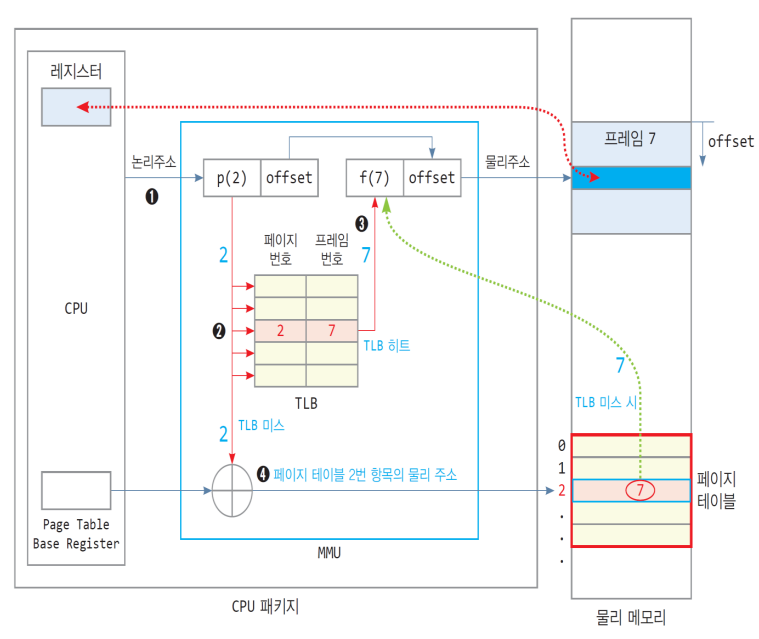 레지스터
프레임 7
offset
논리주소
❶
p(2)
offset
f(7)
offset
물리주소
❸
페이지
번호
프레임
번호
2
7
❷
2
7
TLB 히트
TLB
7
TLB 미스 시
CPU
TLB 미스
2
❹ 페이지 테이블 2번 항목의 물리 주소
0
1
2
7
.
.
.
페이지
테이블
Page Table
Base Register
MMU
CPU 패키지
물리 메모리